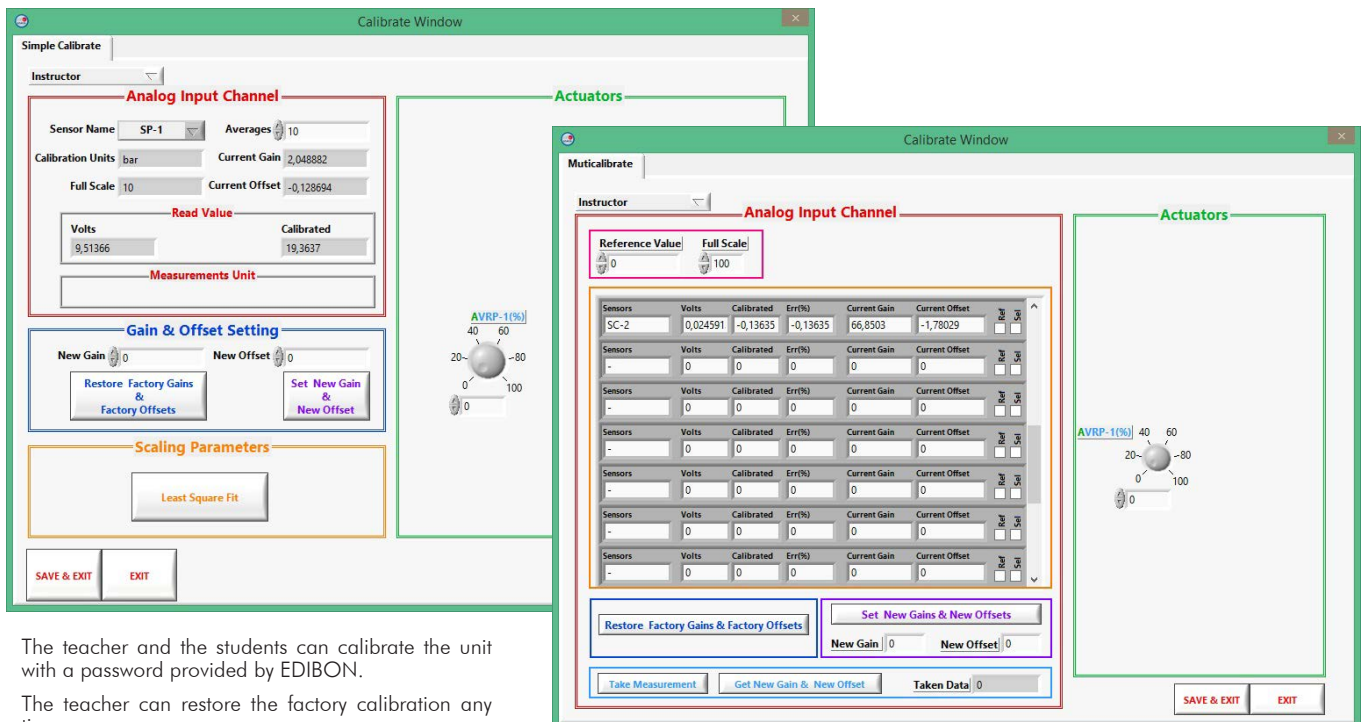 Calibrate Window
Simple Calibrate
Instructor
Analog Input Channel
Sensor Name SP-1 Averages 10
Calibration Units bar Current Gain 2,048882
Full Scale 10 Current Offset -0,128694
Read Value
Volts Calibrated
9,51366 19,3637
Measurements Unit
Gain & Offset Setting
New Gain 0 New Offset 0
Restore Factory Gains
&
Factory Offsets
Set New Gain
&
New Offset
Scaling Parameters
Least Square Fit
SAVE & EXIT EXIT
Actuators
AVRP-1(%)
40 60
20 80
0 100
0
Calibrate Window
Muticalibrate
Instructor
Analog Input Channel
Reference Value Full Scale
0 100
Sensors Volts Calibrated Err(%) Current Gain Current Offset Ref Sel
SC-2 0,024591 -0,13635 -0,13635 66,8503 -1,78029
Sensors Volts Calibrated Err(%) Current Gain Current Offset Ref Sel
- 0 0 0 0 0
Sensors Volts Calibrated Err(%) Current Gain Current Offset Ref Sel
- 0 0 0 0 0
Sensors Volts Calibrated Err(%) Current Gain Current Offset Ref Sel
- 0 0 0 0 0
Sensors Volts Calibrated Err(%) Current Gain Current Offset Ref Sel
- 0 0 0 0 0
Sensors Volts Calibrated Err(%) Current Gain Current Offset Ref Sel
- 0 0 0 0 0
Sensors Volts Calibrated Err(%) Current Gain Current Offset Ref Sel
- 0 0 0 0 0
Restore Factory Gains & Factory Offsets
Set New Gains & New Offsets
New Gain 0 New Offset 0
Take Measurement Get New Gain & New Offset Taken Data 0
Actuators
AVRP-1(%) 40 60
20 80
0 100
0
SAVE & EXIT EXIT
The teacher and the students can calibrate the unit
with a password provided by EDIBON.
The teacher can restore the factory calibration any